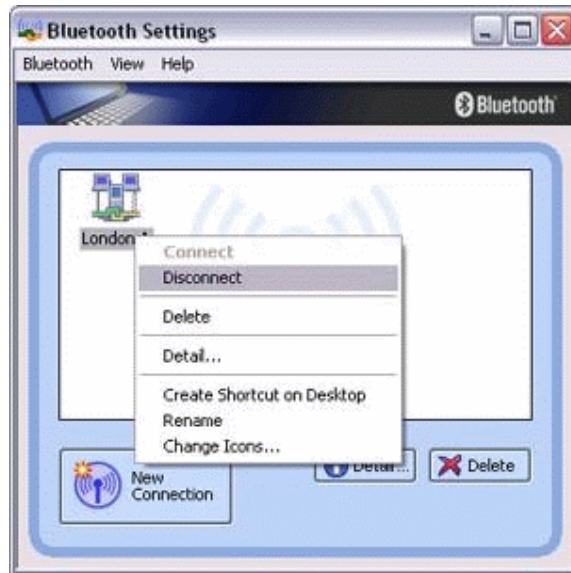 Bluetooth Settings
Bluetooth View Help
Bluetooth
London
Connect
Disconnect
Delete
Detail...
Create Shortcut on Desktop
Rename
Change Icons...
New
Connection
Detail...
Delete